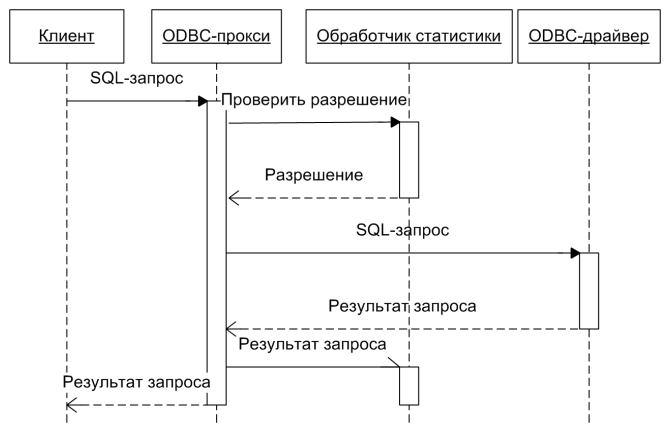 Клиент
ODBC-прокси
Обработчик статистики
ODBC-драйвер
SQL-запрос
Проверить разрешение
Разрешение
SQL-запрос
Результат запроса
Результат запроса
Результат запроса